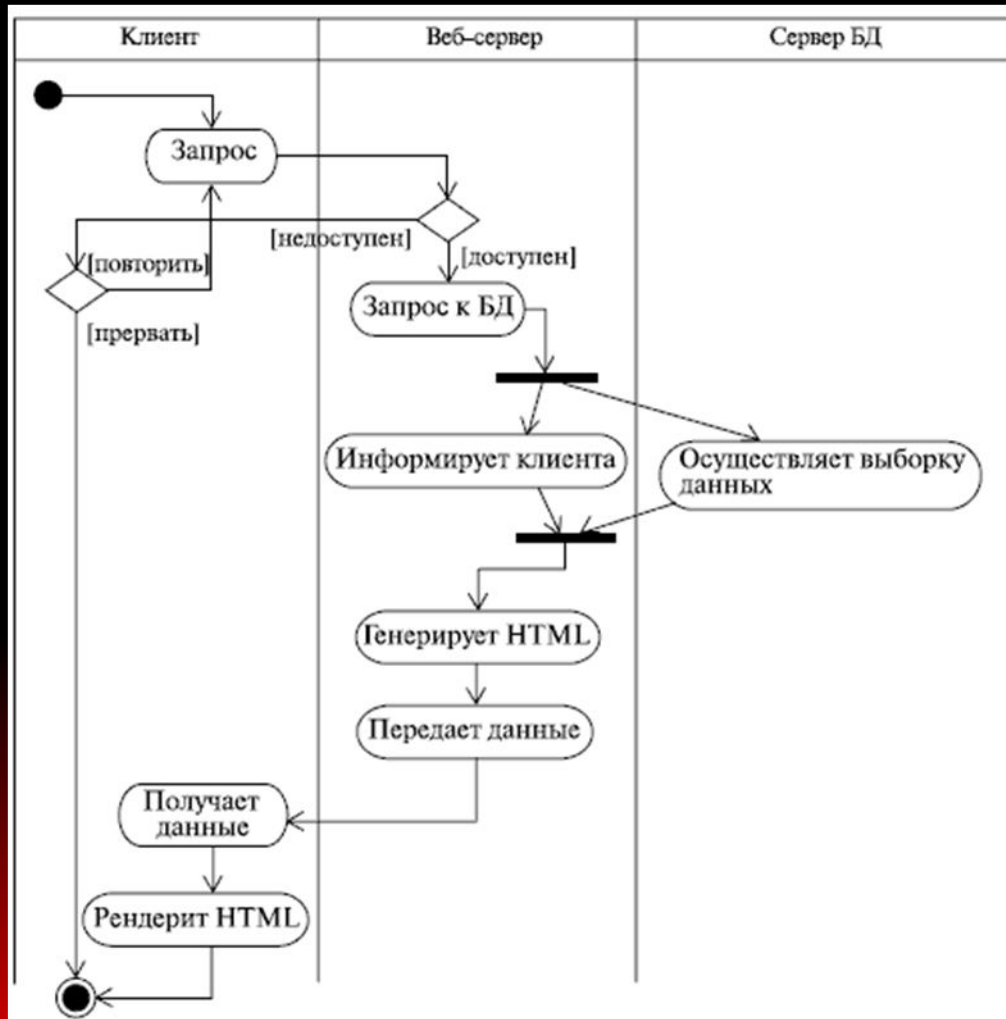 Клиент
Веб-сервер
Сервер БД
Запрос
[недоступен]
[доступен]
[повторить]
Запрос к БД
[прервать]
Информирует клиента
Осуществляет выборку
данных
Генерирует HTML
Передает данные
Получает
данные
Рендерит HTML